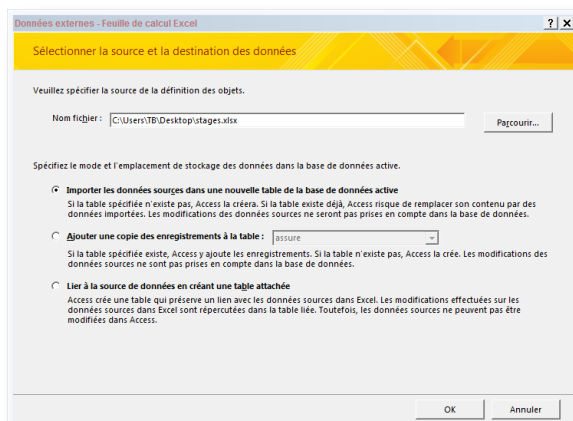 Données externes - Feuille de calcul Excel
? x
Sélectionner la source et la destination des données
Veuillez spécifier la source de la définition des objets.
Nom fichier : C:\Users\TB\Desktop\stages.xlsx Parcourir...
Spécifiez le mode et l'emplacement de stockage des données dans la base de données active.
Importer les données sources dans une nouvelle table de la base de données active
Si la table spécifiée n'existe pas, Access la créera. Si la table existe déjà, Access risque de remplacer son contenu par des
données importées. Les modifications des données sources ne seront pas prises en compte dans la base de données.
Ajouter une copie des enregistrements à la table : assure
Si la table spécifiée existe, Access y ajoute les enregistrements. Si la table n'existe pas, Access la crée. Les modifications des
données sources ne sont pas prises en compte dans la base de données.
Lier à la source de données en créant une table attachée
Access crée une table qui préserve un lien avec les données sources dans Excel. Les modifications effectuées sur les
données sources dans Excel sont répercutées dans la table liée. Toutefois, les données sources ne peuvent pas être
modifiées dans Access.
OK Annuler